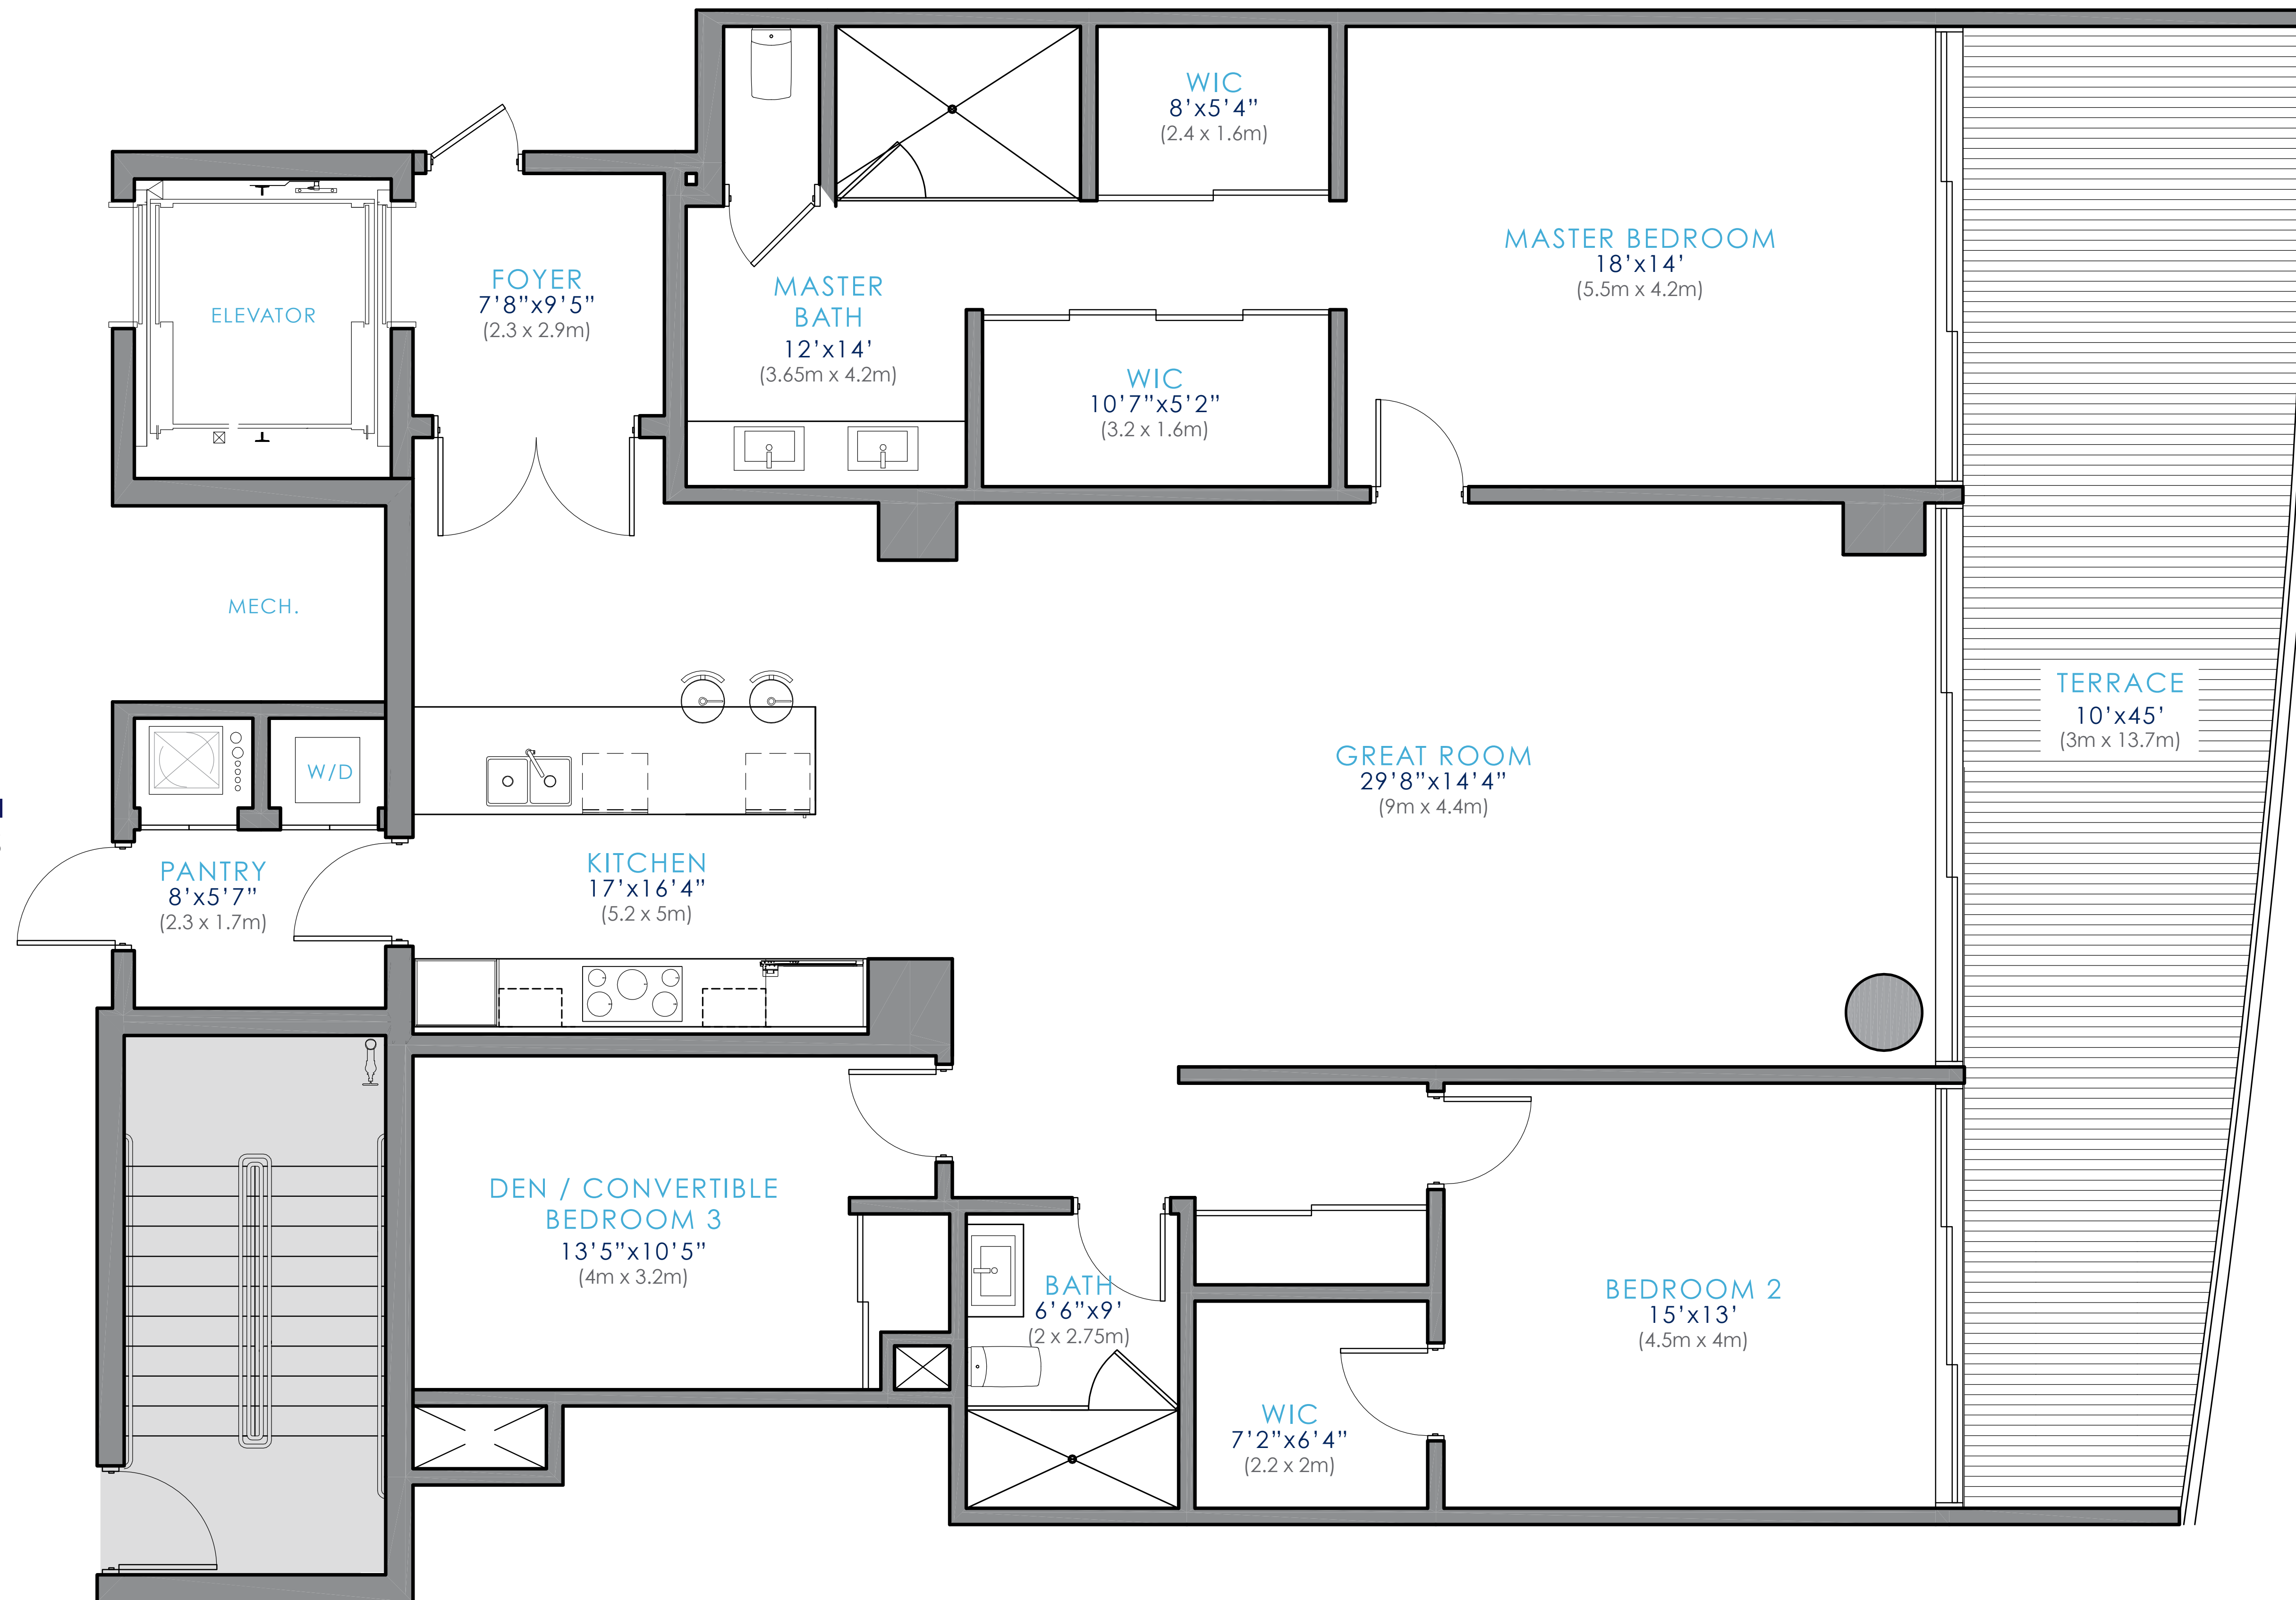 WIC
8’x5’4”
(2.4 x 1.6m)
MASTER BEDROOM
18’x14’
(5.5m x 4.2m)
FOYER
7’8”x9’5”
(2.3 x 2.9m)
ELEVATOR
MASTER
BATH
12’x14’
(3.65m x 4.2m)
WIC
10’7”x5’2”
(3.2 x 1.6m)
MECH.
TERRACE
10’x45’
(3m x 13.7m)
GREAT ROOM
29’8”x14’4”
(9m x 4.4m)
W/D
PANTRY
8’x5’7”
(2.3 x 1.7m)
KITCHEN
17’x16’4”
(5.2 x 5m)
DEN / CONVERTIBLE
BEDROOM 3
13’5”x10’5”
(4m x 3.2m)
BATH
6’6”x9’
(2 x 2.75m)
BEDROOM 2
15’x13’
(4.5m x 4m)
WIC
7’2”x6’4”
(2.2 x 2m)